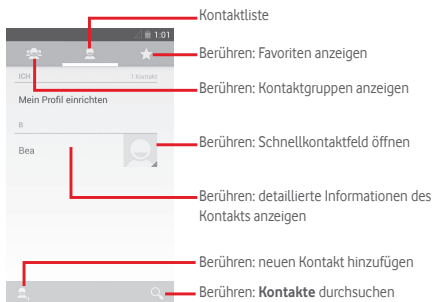 Kontaktliste
1:01
Berühren: Favoriten anzeigen
ICH
1 Kontakt
Berühren: Kontaktgruppen anzeigen
Mein Profil einrichten
B
Bea
Berühren: Schnellkontaktfeld öffnen
Berühren: detaillierte Informationen des
Kontakts anzeigen
Berühren: neuen Kontakt hinzufügen
Berühren: Kontakte durchsuchen